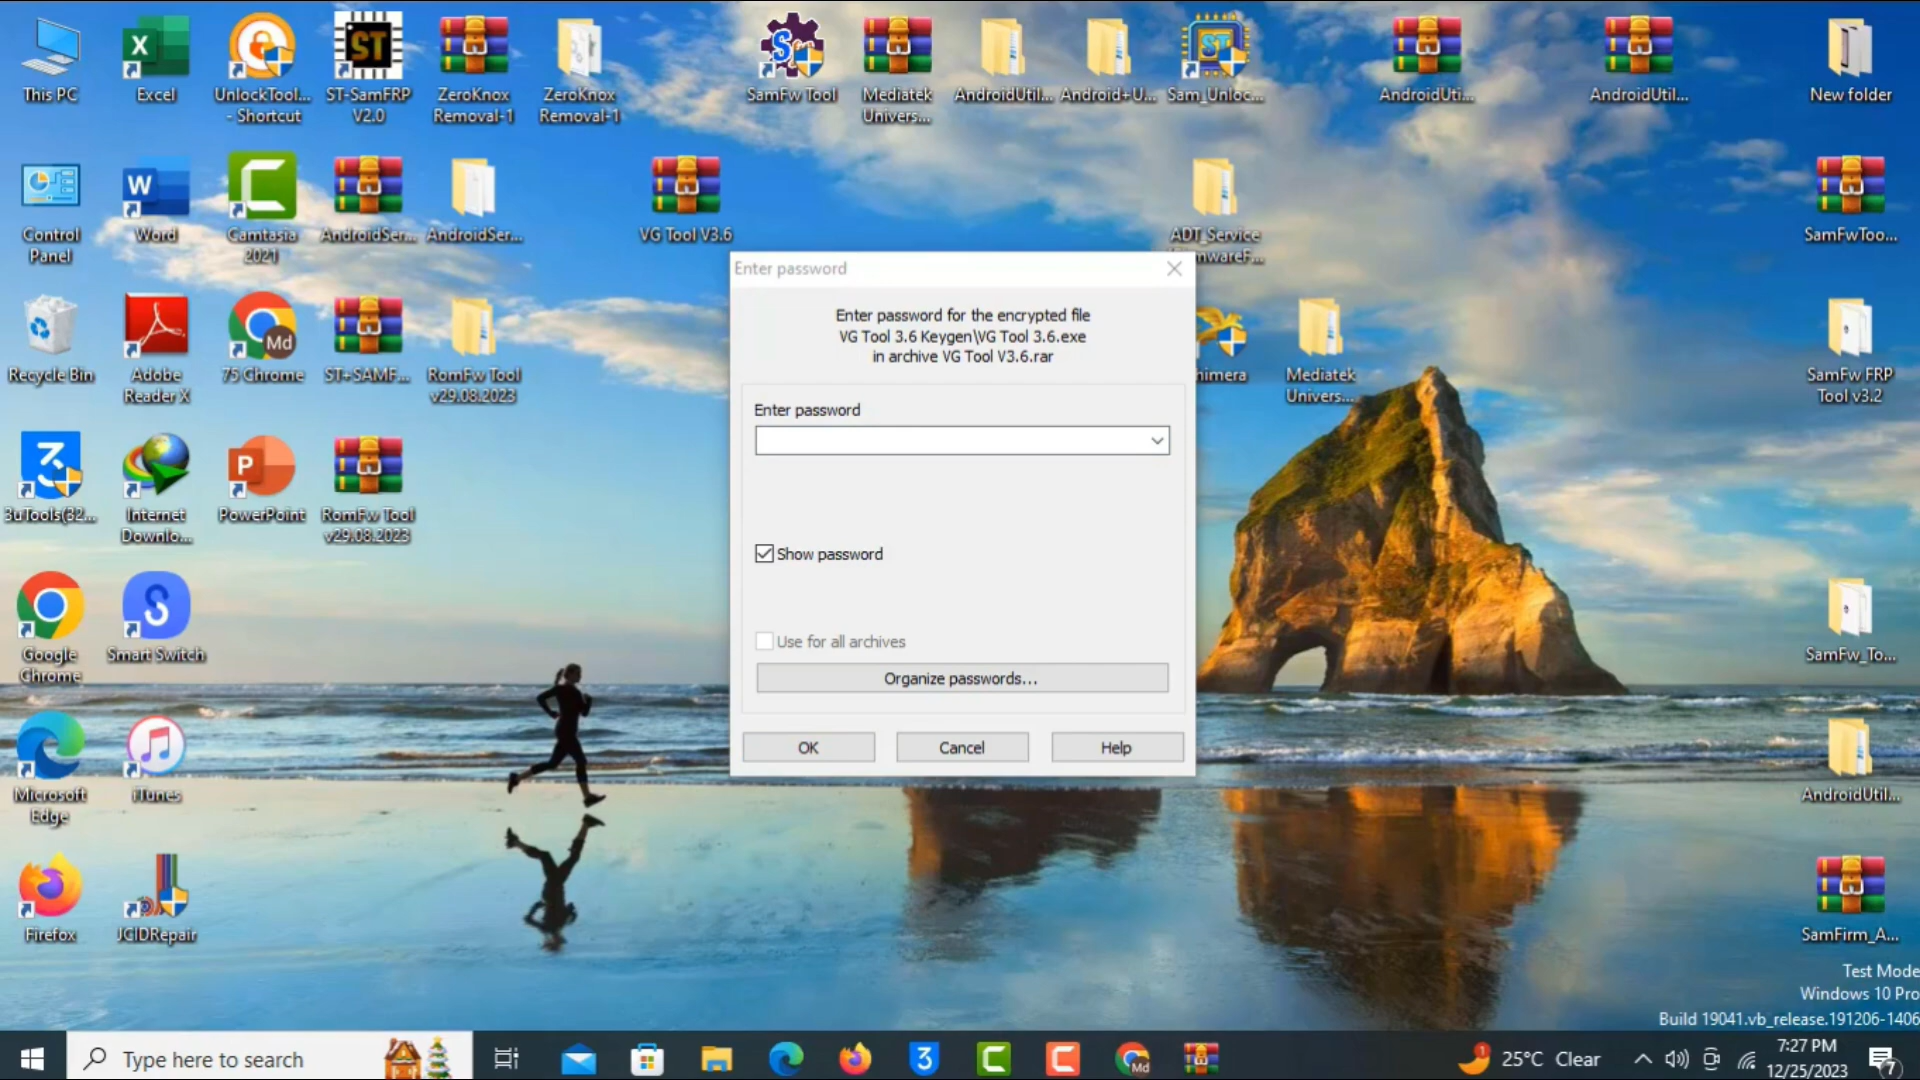 This PC
Excel
UnlockTool...
- Shortcut
ST-SamFRP
V2.0
ZeroKnox
Removal-1
ZeroKnox
Removal-1
SamFw Tool
Mediatek
Univers...
AndroidUtil...
Android+U...
Sam_Unloc...
AndroidUti...
AndroidUtil...
New folder
Control
Panel
Word
Camtasia
2021
AndroidSer...
AndroidSer...
VG Tool V3.6
ADT_Service
SamFwToo...
Recycle Bin
Adobe
Reader X
75 Chrome
ST+SAMF...
RomFw Tool
v29.08.2023
Mediatek
Univers...
SamFw FRP
Tool v3.2
3uTools(32...
Internet
Downlo...
PowerPoint
RomFw Tool
v29.08.2023
Google
Chrome
Smart Switch
SamFw_To...
Microsoft
Edge
iTunes
AndroidUtil...
Firefox
JCIDRepair
SamFirm_A...
Enter password
Enter password for the encrypted file
VG Tool 3.6 Keygen\VG Tool 3.6.exe
in archive VG Tool V3.6.rar
Enter password
Show password
Use for all archives
Organize passwords...
OK
Cancel
Help
Test Mode
Windows 10 Pro
Build 19041.vb_release.191206-1406
Type here to search
25°C Clear
7:27 PM
12/25/2023
7